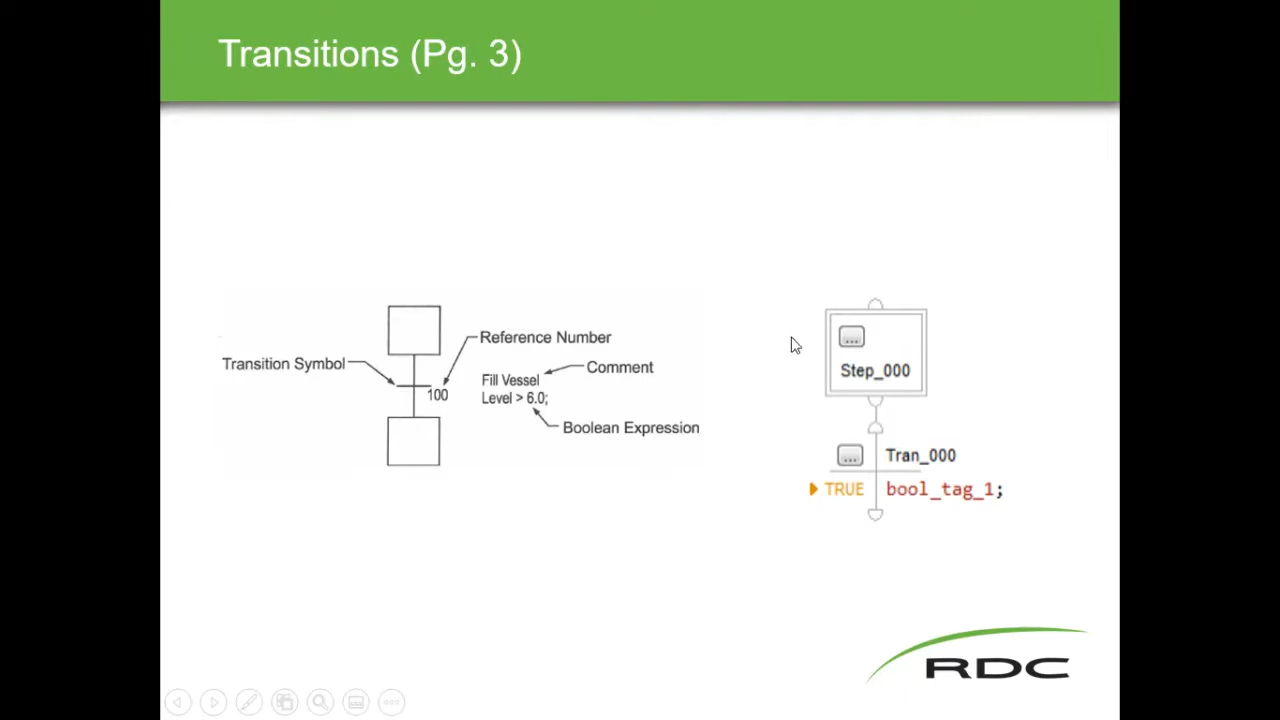 Transitions (Pg. 3)
Reference Number
Transition Symbol
Comment
Fill Vessel
100
Level > 6.0;
Boolean Expression
...
Step_000
...
Tran_000
TRUE
bool_tag_1;
RDC